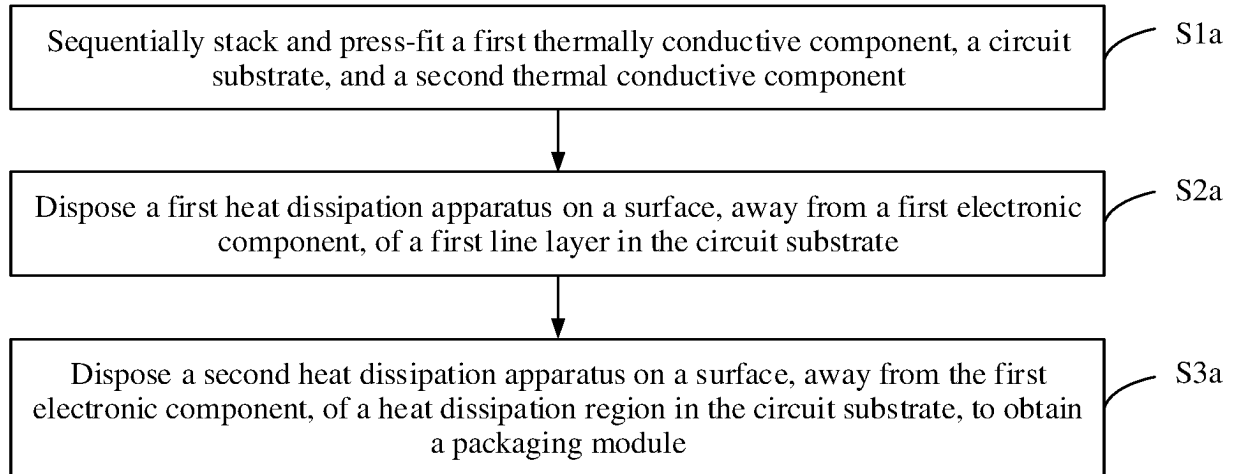 Sequentially stack and press-fit a first thermally conductive component, a circuit
substrate, and a second thermal conductive component
S1a
Dispose a first heat dissipation apparatus on a surface, away from a first electronic
component, of a first line layer in the circuit substrate
S2a
Dispose a second heat dissipation apparatus on a surface, away from the first
electronic component, of a heat dissipation region in the circuit substrate, to obtain
a packaging module
S3a